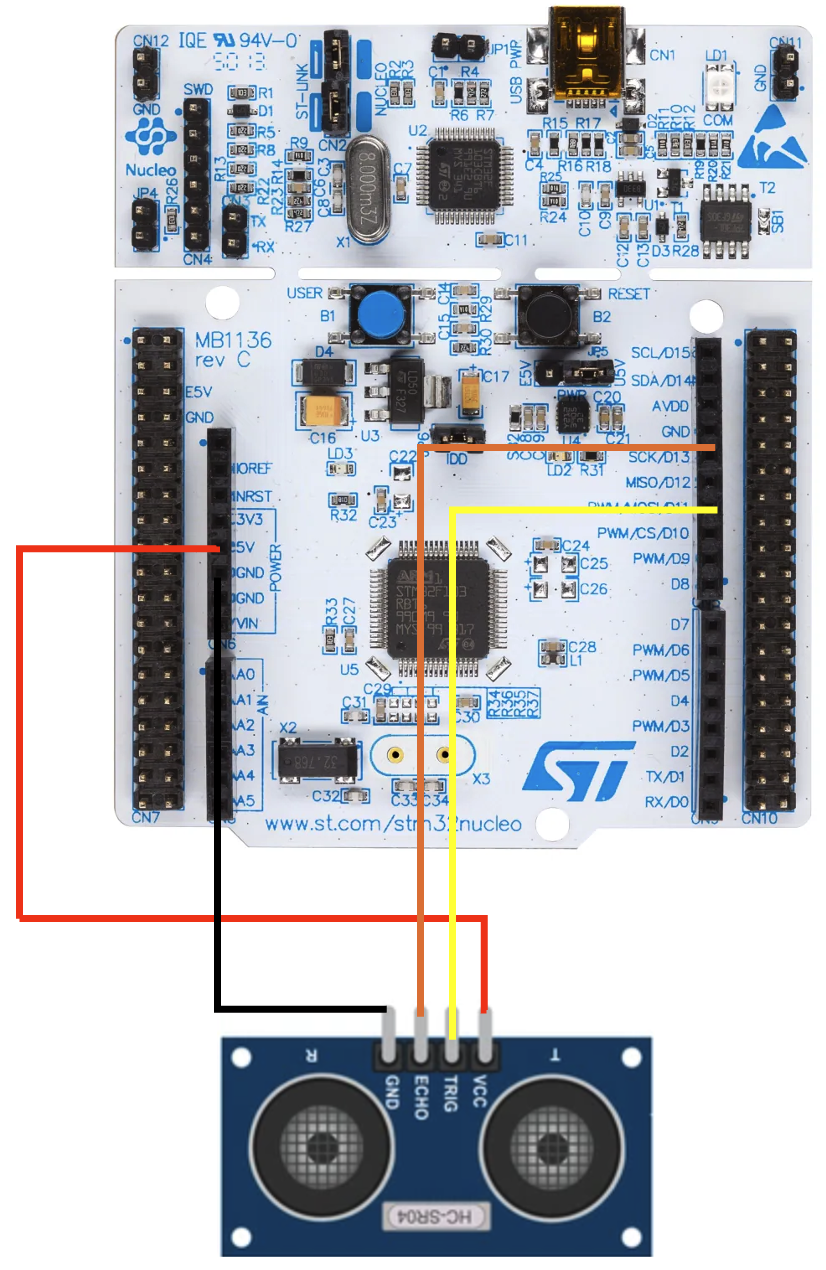 CN12
IQE 94V-0
5013
ST-LINK
NUCLEO
JP1
USB PWR
CN1
LD1
COM
CN11
GND
GND
SWD
R1
D1
R5
R8
R13
R22
R9
R14
R23
R27
C3
C6
C8
CN2
R2
R3
C1
R4
R6
R7
U2
R15
R17
C4
R16
R18
R25
R24
C10
C9
C2
D2
C5
R11
R10
R12
R19
R20
R21
U1
T1
T2
SB1
C12
C13
D3
R28
Nucleo
JP4
R26
CN3
TX
RX
CN4
X1
8.000m3Z
C7
C11
USER
B1
C14
R29
C15
R30
RESET
B2
MB1136
rev C
D4
C16
U3
LD50
F327
C17
E5V
JP5
U5V
PWR
C20
C21
U4
LD2
R31
IDD
E5V
GND
IOREF
NRST
3V3
5V
GND
GND
VIN
POWER
CN6
LD3
R32
C22
C23
SCL/D15
SDA/D14
AVDD
GND
SCK/D13
MISO/D12
PWM/MOSI/D11
PWM/CS/D10
PWM/D9
D8
D7
PWM/D6
PWM/D5
D4
PWM/D3
D2
TX/D1
RX/D0
CN9
CN10
C24
C25
C26
C28
L1
ARM
R33
C27
U5
A0
A1
A2
A3
A4
A5
AIN
CN7
C29
C31
C30
R34
R36
R35
R37
X2
32.768
C32
C33
C34
X3
ST
www.st.com/stm32nucleo
R
T
GND
ECHO
TRIG
VCC
HC-SR04